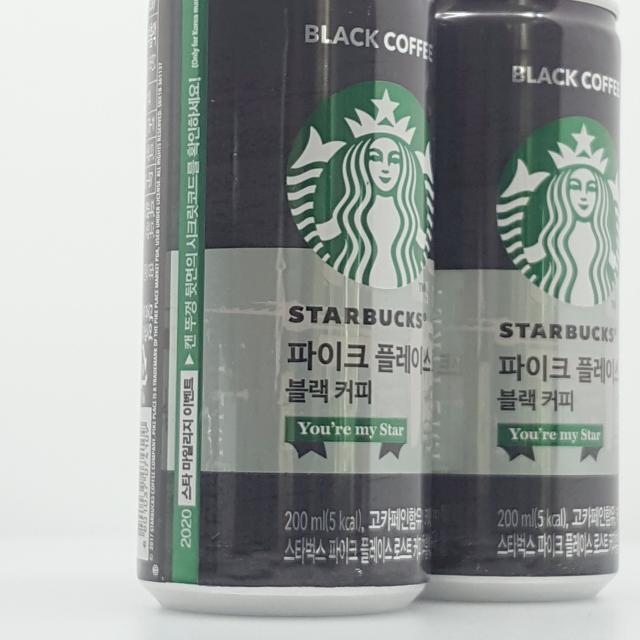 BLACK COFFEE
STARBUCKS
파이크 플레이스
블랙 커피
You're my Star
200 ml(5 kcal), 고카페인함유
스타벅스 파이크 플레이스 로스트
2020 스타 마일리지 이벤트 ▶ 캔 뚜껑 뒷면의 시크릿코드를 확인하세요! (Only for Korea
BLACK COFFEE
STARBUCKS
파이크 플레이스
블랙 커피
You're my Star
200 ml(5 kcal), 고카페인함유
스타벅스 파이크 플레이스 로스트